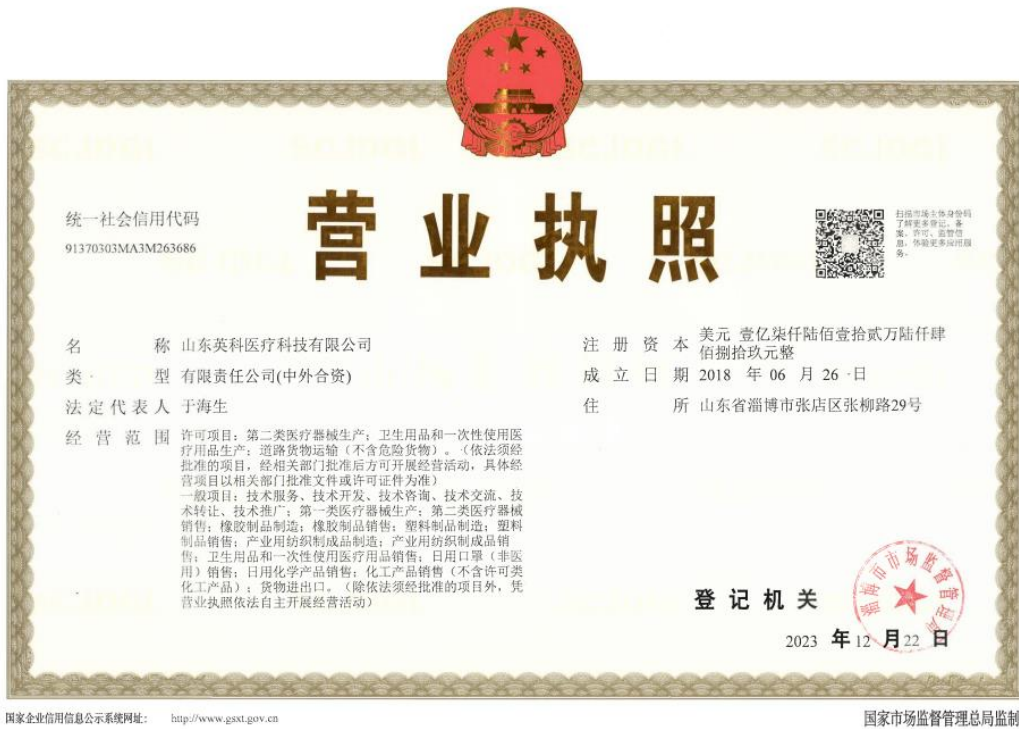 统一社会信用代码
91370303MA3M263686
营业执照
扫描市场主体身份码
了解更多登记、备
案、许可、监管信
息，体验更多应用服
务。
名称 山东英科医疗科技有限公司
类型 有限责任公司(中外合资)
法定代表人 于海生
经营范围 许可项目：第二类医疗器械生产；卫生用品和一次性使用医
疗用品生产；道路货物运输（不含危险货物）。（依法须经
批准的项目，经相关部门批准后方可开展经营活动，具体经
营项目以相关部门批准文件或许可证件为准）
一般项目：技术服务、技术开发、技术咨询、技术交流、技
术转让、技术推广；第一类医疗器械生产；第二类医疗器械
销售；橡胶制品制造；橡胶制品销售；塑料制品制造；塑料
制品销售；产业用纺织制成品制造；产业用纺织制成品销
售；卫生用品和一次性使用医疗用品销售；日用口罩（非医
用）销售；日用化学产品销售；化工产品销售（不含许可类
化工产品）；货物进出口。（除依法须经批准的项目外，凭
营业执照依法自主开展经营活动）
注册资本 美元 壹亿柒仟陆佰壹拾贰万陆仟肆
佰捌拾玖元整
成立日期 2018 年 06 月 26 日
住所 山东省淄博市张店区张柳路29号
登记机关
淄博市市场监督管理局
2023 年 12 月 22 日
国家企业信用信息公示系统网址： http://www.gsxt.gov.cn
国家市场监督管理总局监制